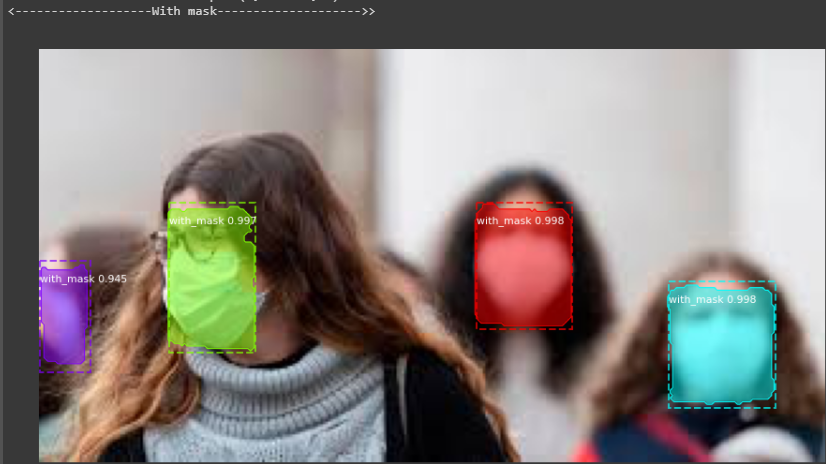 <-------------------With mask-------------------->>
with_mask 0.997
with_mask 0.998
with_mask 0.945
with_mask 0.998